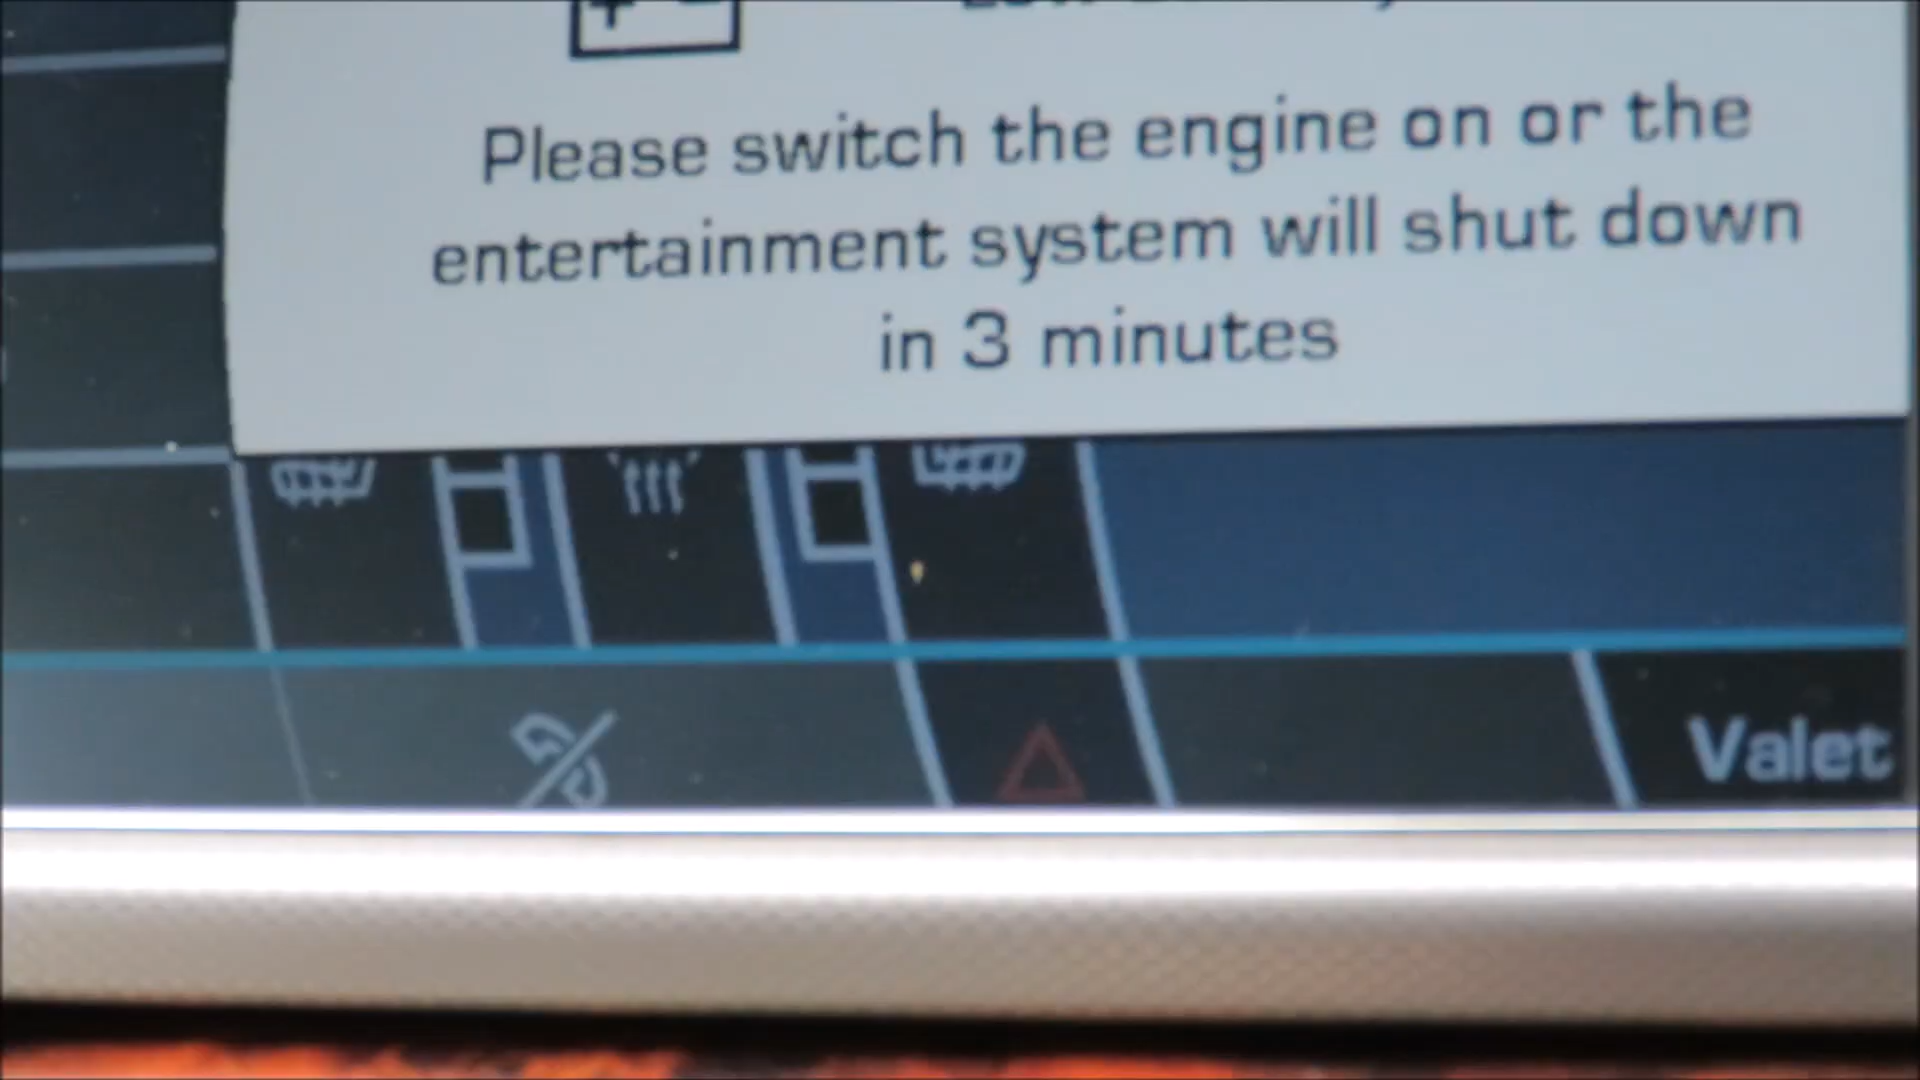 Please switch the engine on or the
entertainment system will shut down
in 3 minutes
Valet